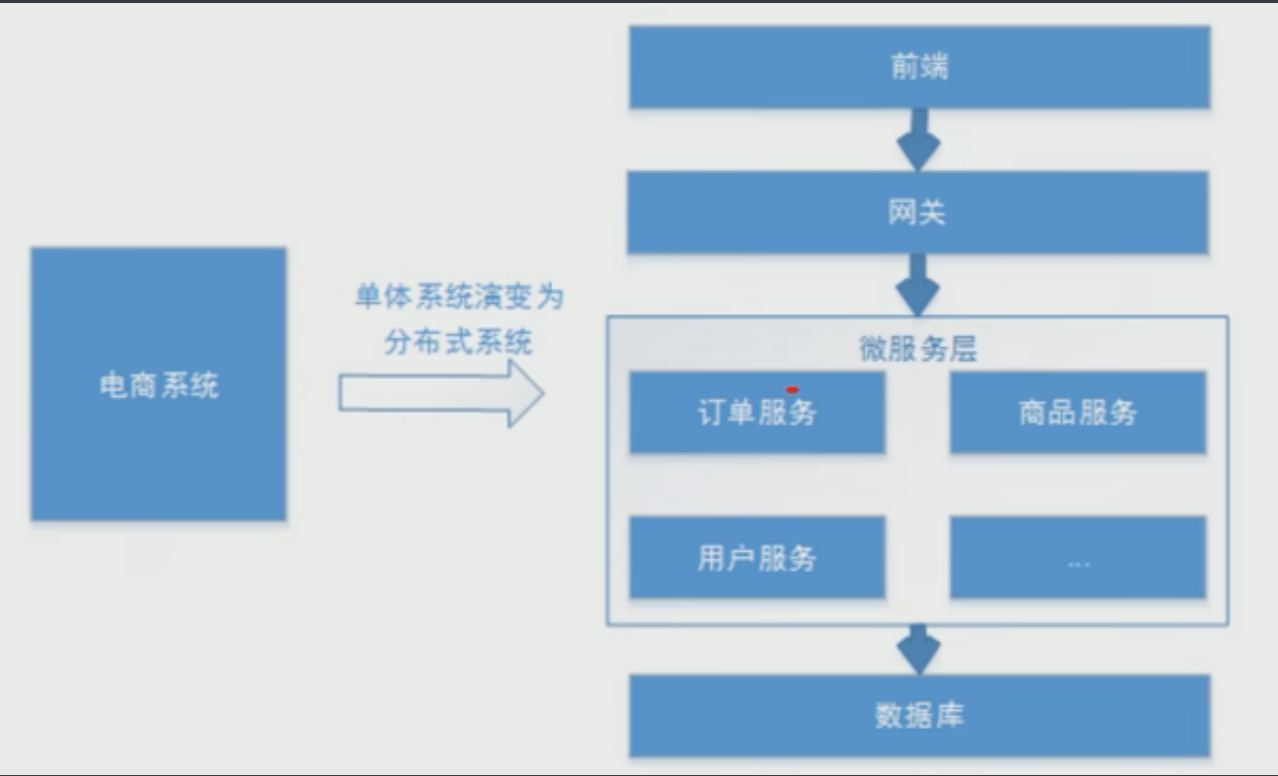 前端
网关
电商系统
单体系统演变为
分布式系统
微服务层
订单服务
商品服务
用户服务
...
数据库